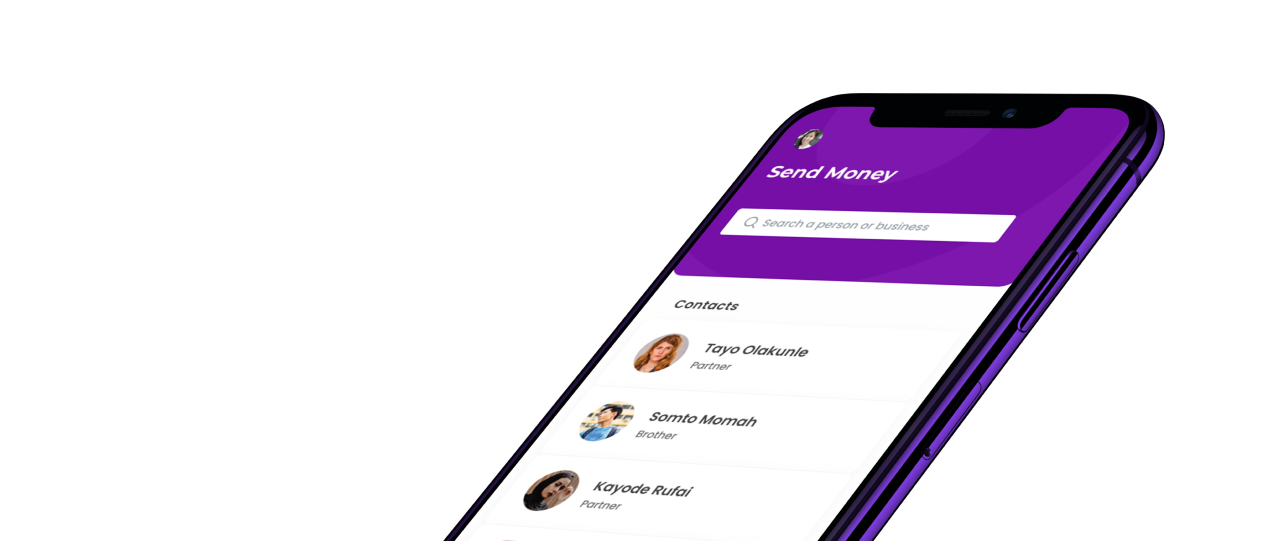 Send Money
Search a person or business
Contacts
Tayo Olakunle
Partner
Somto Momah
Brother
Kayode Rufai
Partner